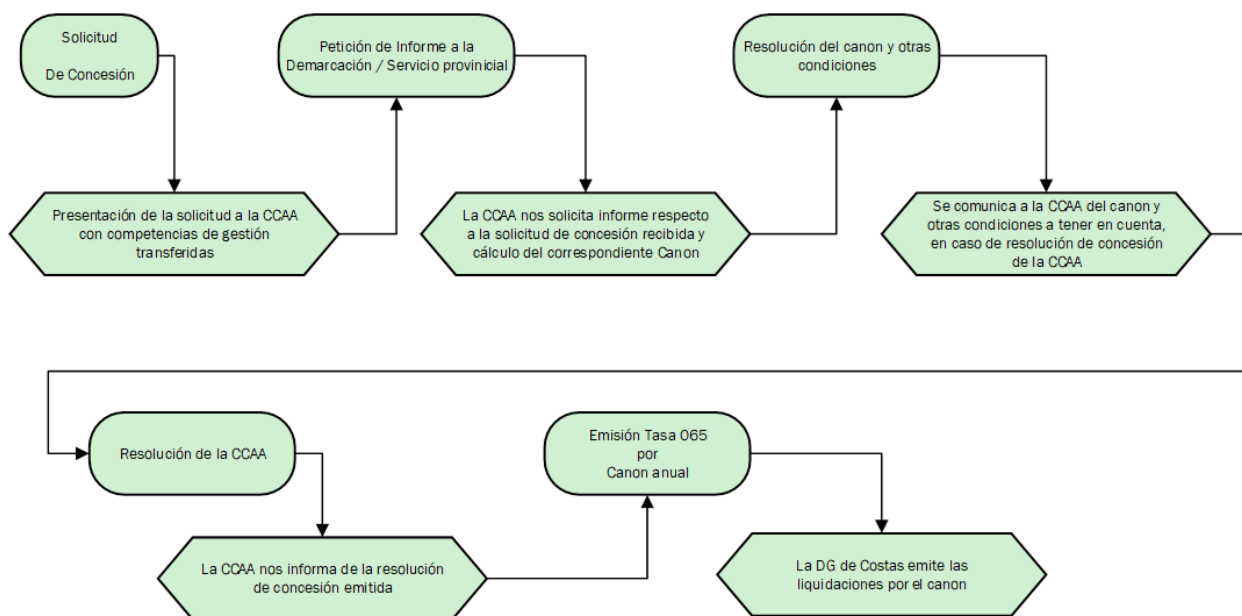 Solicitud
De Concesión
Presentación de la solicitud a la CCAA
con competencias de gestión
transferidas
Petición de Informe a la
Demarcación / Servicio provinicial
La CCAA nos solicita informe respecto
a la solicitud de concesión recibida y
cálculo del correspondiente Canon
Resolución del canon y otras
condiciones
Se comunica a la CCAA del canon y
otras condiciones a tener en cuenta,
en caso de resolución de concesión
de la CCAA
Resolución de la CCAA
La CCAA nos informa de la resolución
de concesión emitida
Emisión Tasa 065
por
Canon anual
La DG de Costas emite las
liquidaciones por el canon